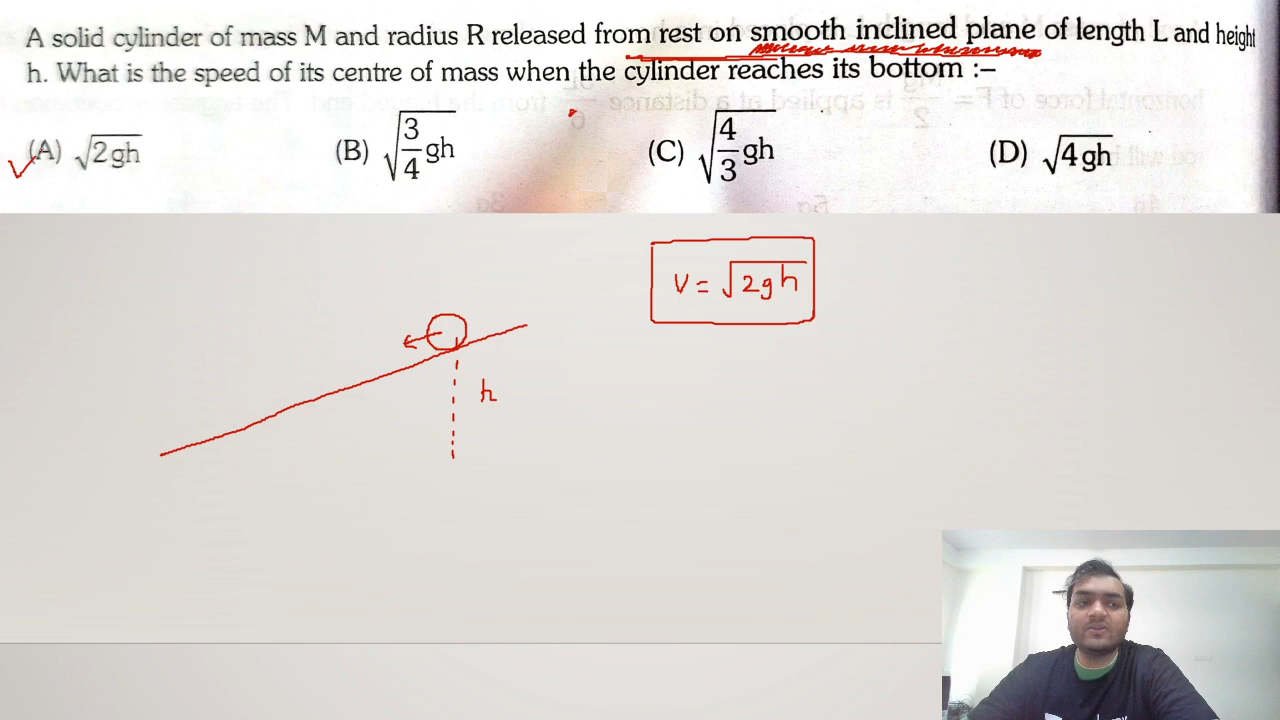 A solid cylinder of mass M and radius R released from rest on smooth inclined plane of length L and height
h. What is the speed of its centre of mass when the cylinder reaches its bottom :–
(A) √2gh (B) √3/4 gh (C) √4/3 gh (D) √4gh
V = √2gh
h